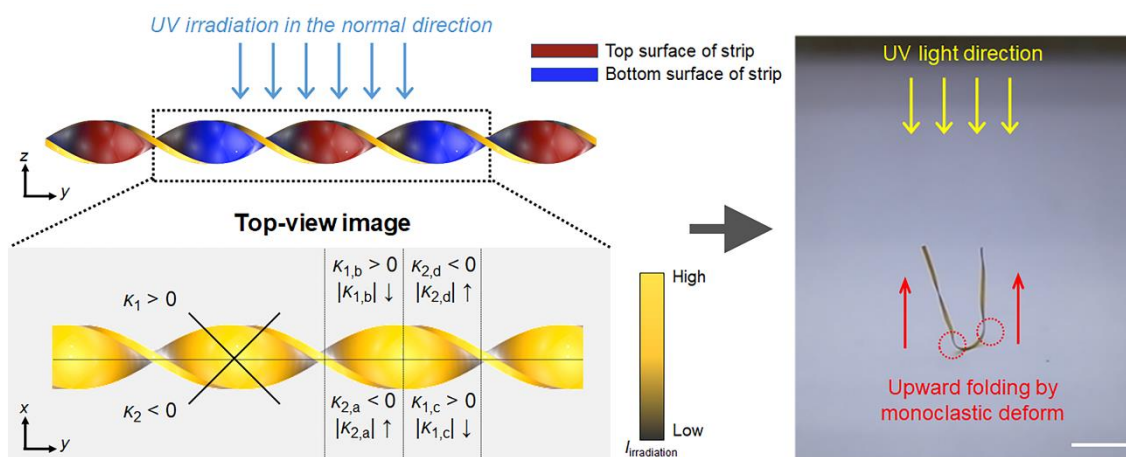 UV irradiation in the normal direction
Top surface of strip
Bottom surface of strip
z
y
Top-view image
κ1 > 0
κ2 < 0
κ1,b > 0 κ2,d < 0
|κ1,b| ↓ |κ2,d| ↑
κ2,a < 0 κ1,c > 0
|κ2,a| ↑ |κ1,c| ↓
x
y
High
Low
Iirradiation
UV light direction
Upward folding by
monoclastic deform